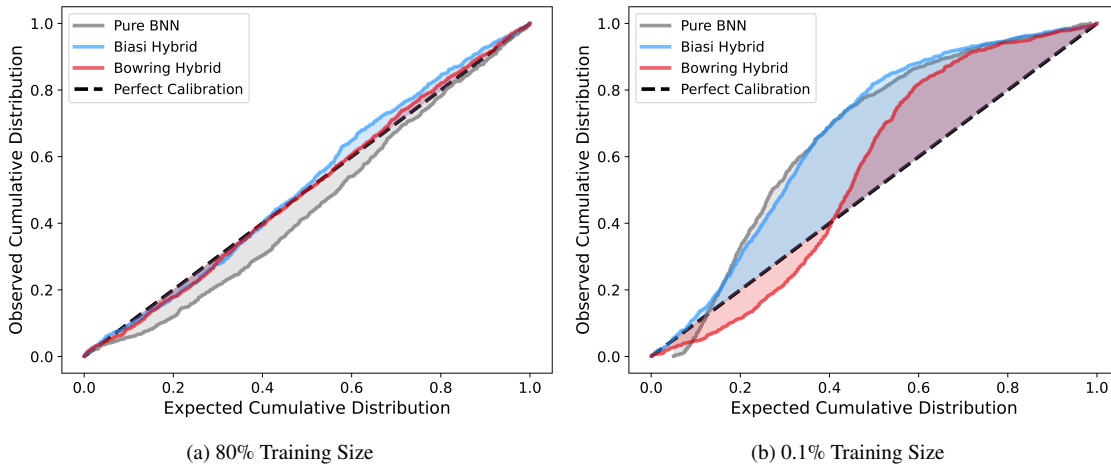 Pure BNN
Biasi Hybrid
Bowring Hybrid
Perfect Calibration
Observed Cumulative Distribution
1.0
0.8
0.6
0.4
0.2
0.0
0.0 0.2 0.4 0.6 0.8 1.0
Expected Cumulative Distribution
(a) 80% Training Size
Pure BNN
Biasi Hybrid
Bowring Hybrid
Perfect Calibration
Observed Cumulative Distribution
1.0
0.8
0.6
0.4
0.2
0.0
0.0 0.2 0.4 0.6 0.8 1.0
Expected Cumulative Distribution
(b) 0.1% Training Size